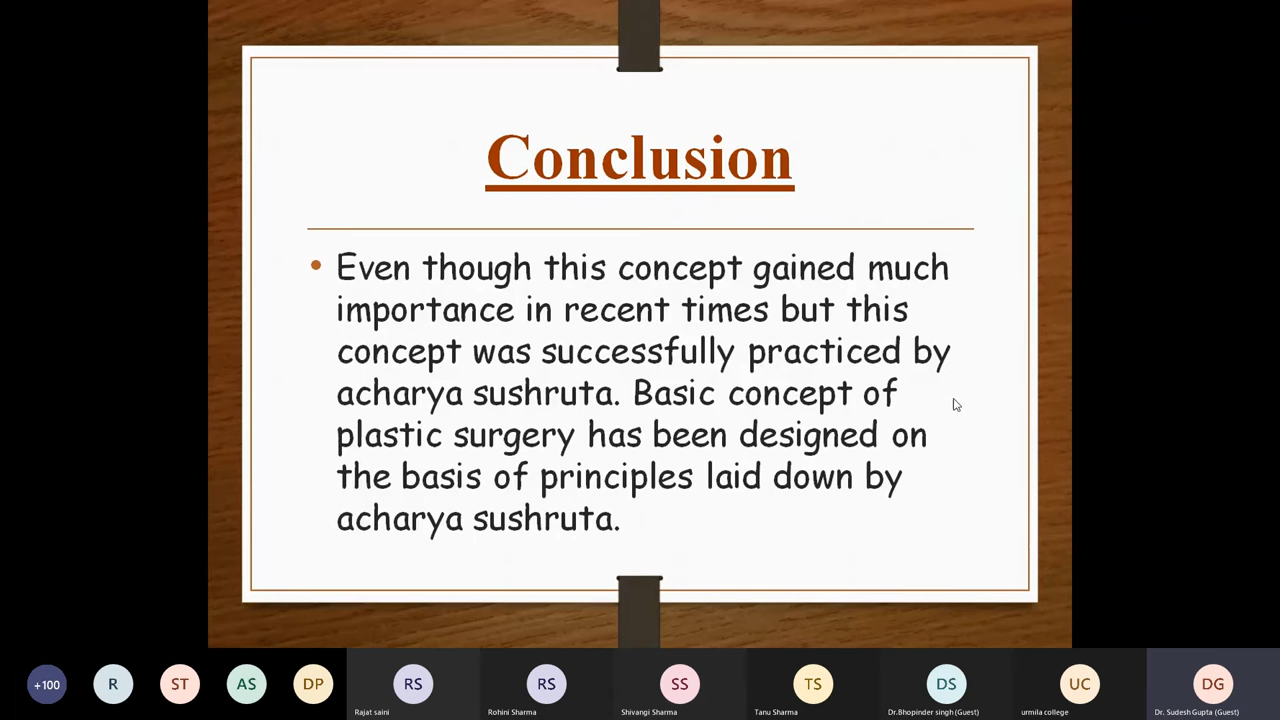 Conclusion
• Even though this concept gained much
importance in recent times but this
concept was successfully practiced by
acharya sushruta. Basic concept of
plastic surgery has been designed on
the basis of principles laid down by
acharya sushruta.
+100 R ST AS DP RS RS SS TS DS UC DG
Rajat saini Rohini Sharma Shivangi Sharma Tanu Sharma Dr.Bhopinder singh (Guest) urmila college Dr. Sudesh Gupta (Guest)